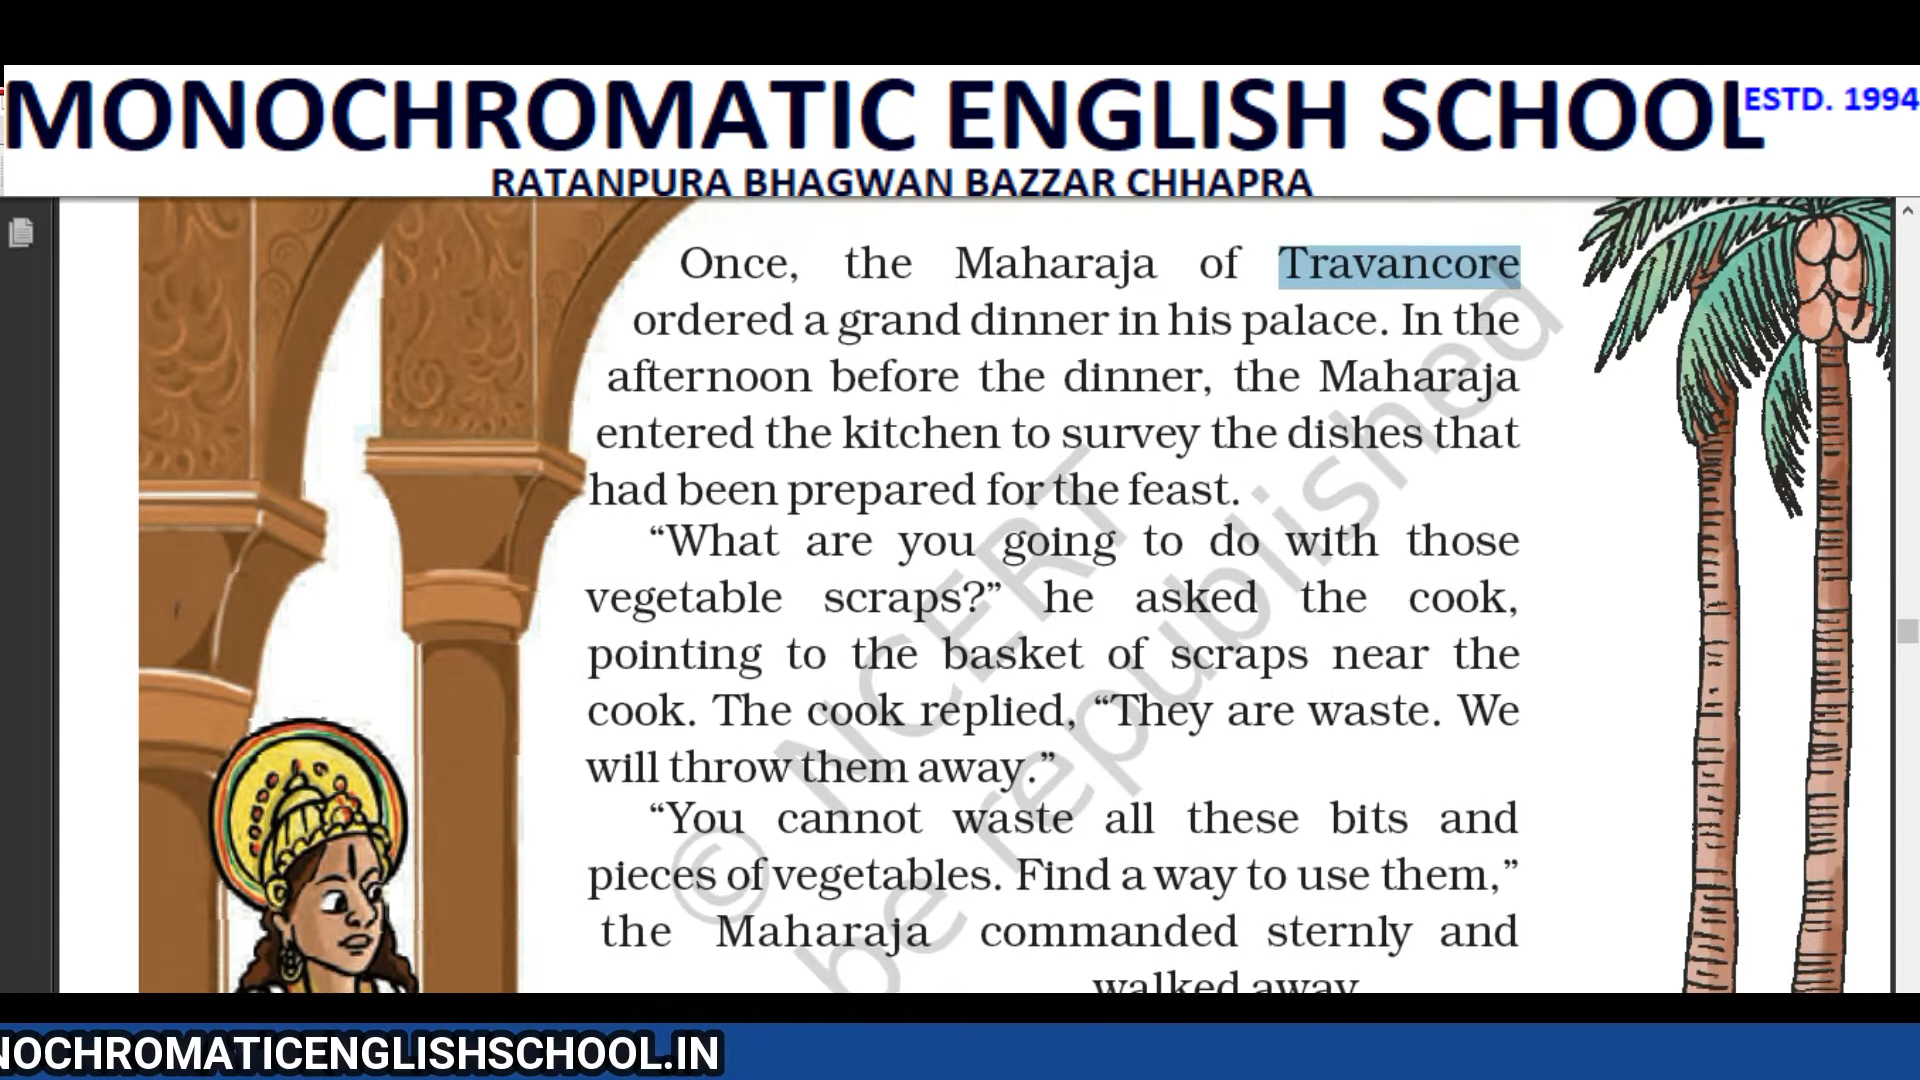 MONOCHROMATIC ENGLISH SCHOOL ESTD. 1994
RATANPURA BHAGWAN BAZZAR CHHAPRA
Once, the Maharaja of Travancore
ordered a grand dinner in his palace. In the
afternoon before the dinner, the Maharaja
entered the kitchen to survey the dishes that
had been prepared for the feast.
“What are you going to do with those
vegetable scraps?” he asked the cook,
pointing to the basket of scraps near the
cook. The cook replied, “They are waste. We
will throw them away.”
“You cannot waste all these bits and
pieces of vegetables. Find a way to use them,”
the Maharaja commanded sternly and
walked away
© NCERT
be republished
NOCHROMATICENGLISHSCHOOL.IN